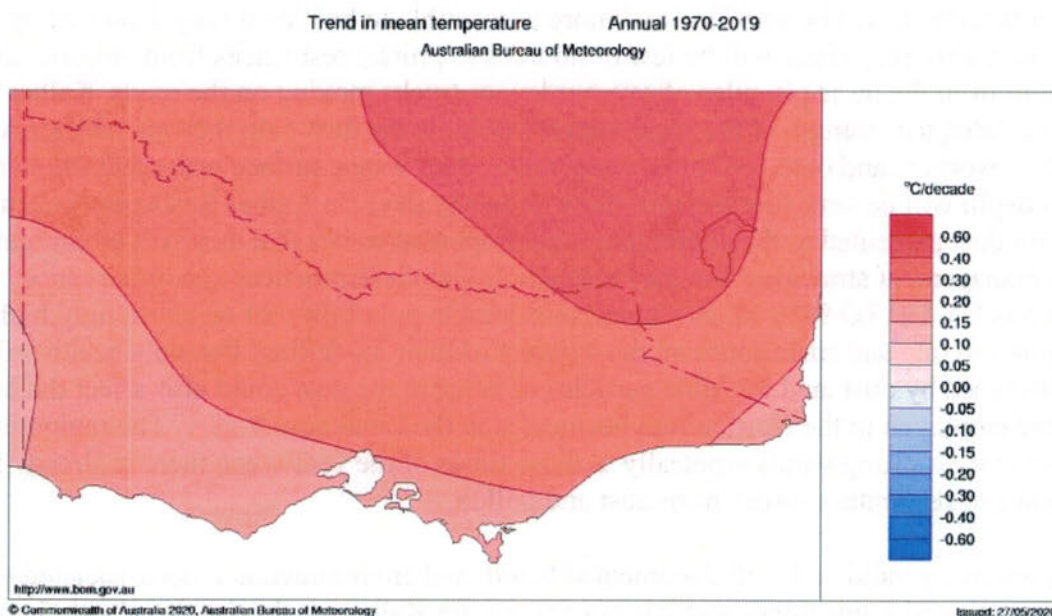 Trend in mean temperature Annual 1970-2019
Australian Bureau of Meteorology
°C/decade
0.60
0.40
0.30
0.20
0.15
0.10
0.05
0.00
-0.05
-0.10
-0.15
-0.20
-0.30
-0.40
-0.60
http://www.bom.gov.au
© Commonwealth of Australia 2020, Australian Bureau of Meteorology
Issued: 27/05/2020